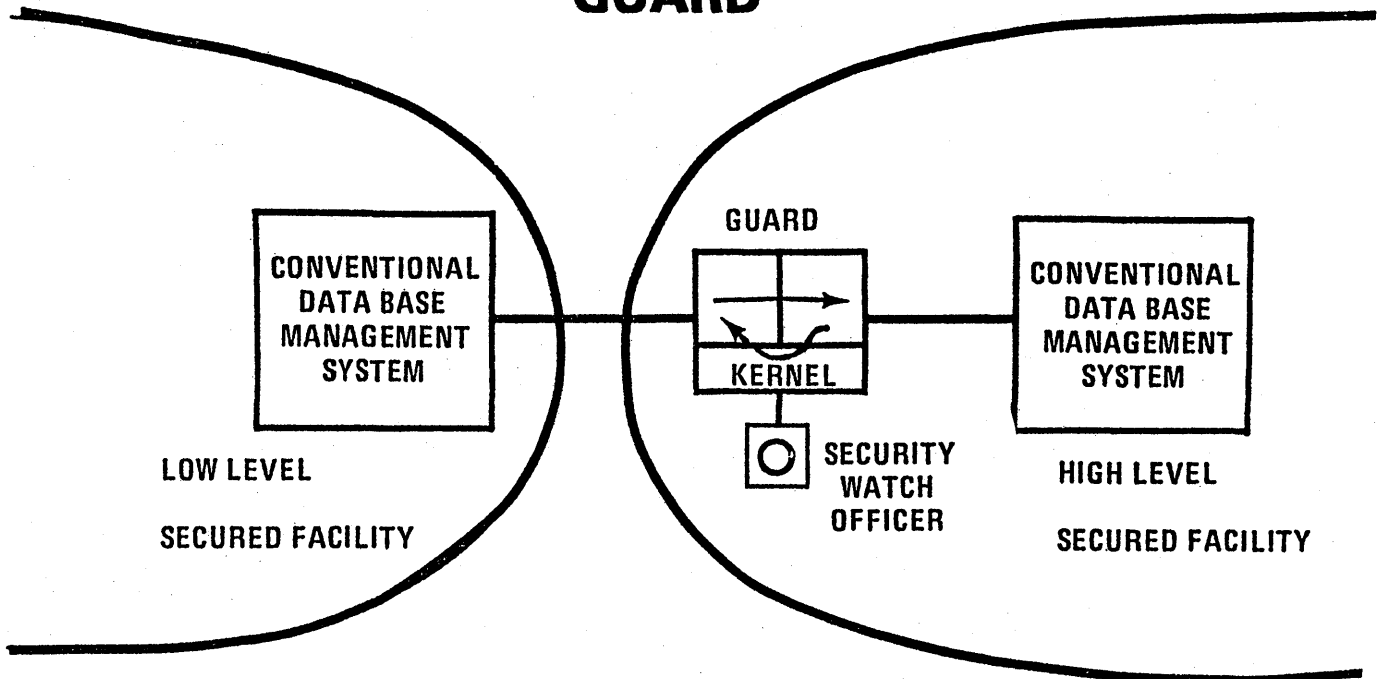 GUARD
GUARD
CONVENTIONAL
DATA BASE
MANAGEMENT
SYSTEM
KERNEL
CONVENTIONAL
DATA BASE
MANAGEMENT
SYSTEM
LOW LEVEL
SECURED FACILITY
SECURITY
WATCH
OFFICER
HIGH LEVEL
SECURED FACILITY